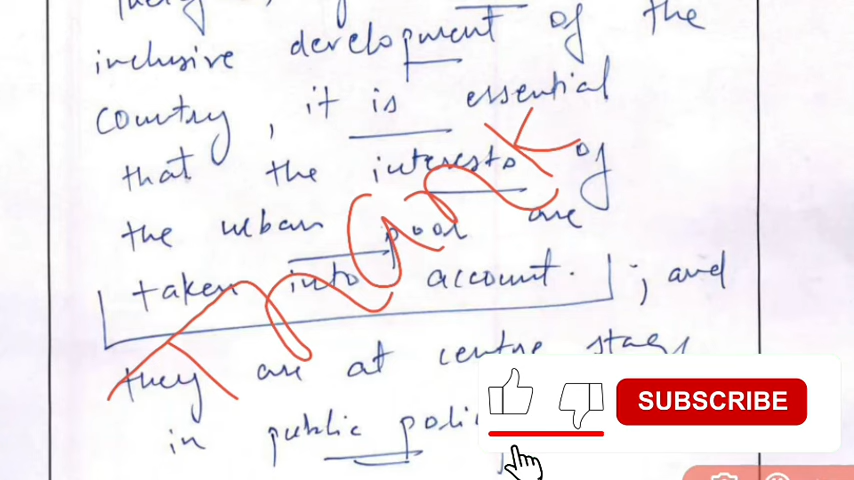 of the
inclusive development
country, it is essential
that the interests of
the urban poor are
taken into account. ; and
they are at centre stage
in public
Thank
SUBSCRIBE